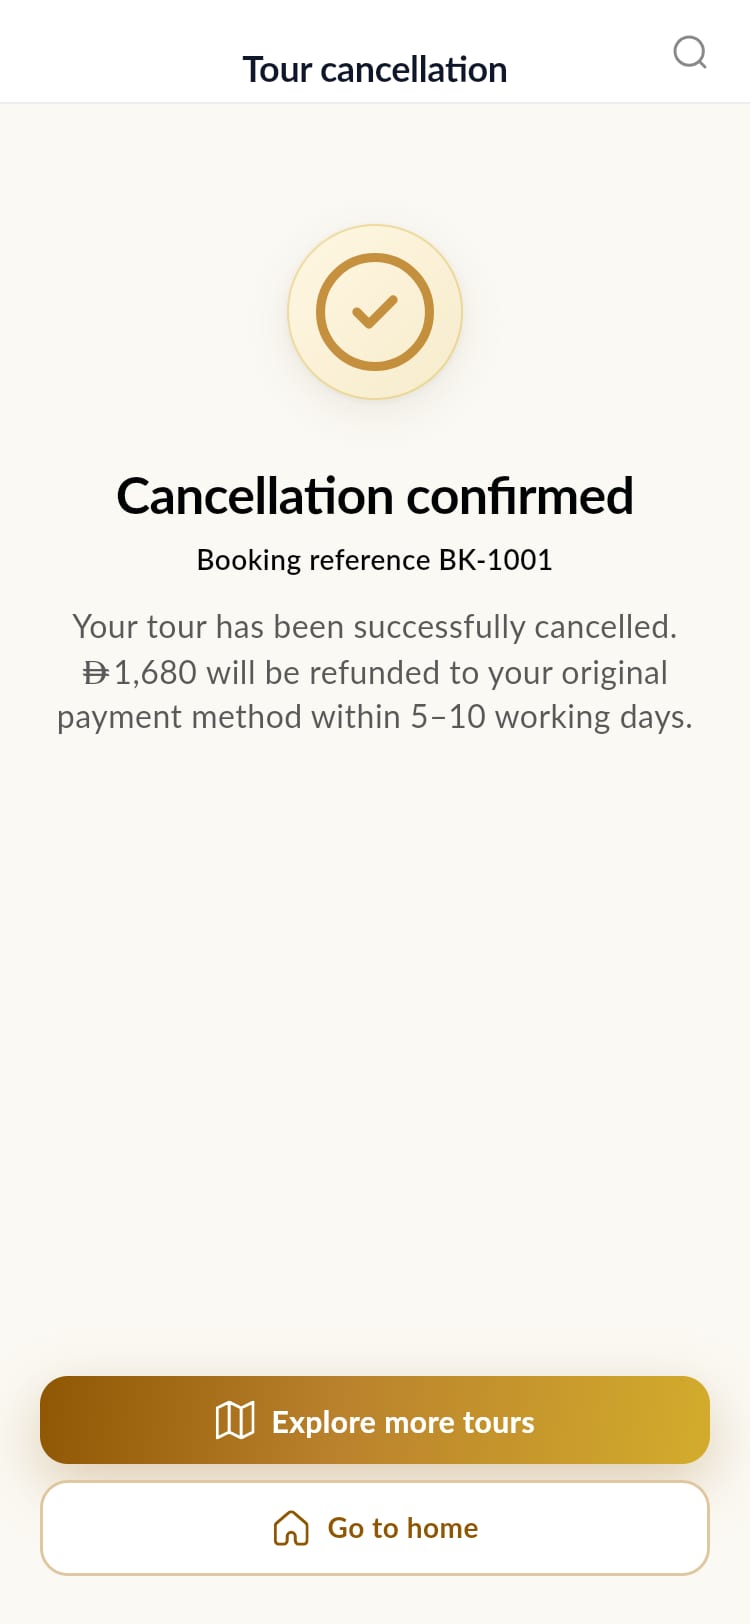 Tour cancellation
Cancellation confirmed
Booking reference BK-1001
Your tour has been successfully cancelled.
⃃1,680 will be refunded to your original
payment method within 5–10 working days.
Explore more tours
Go to home